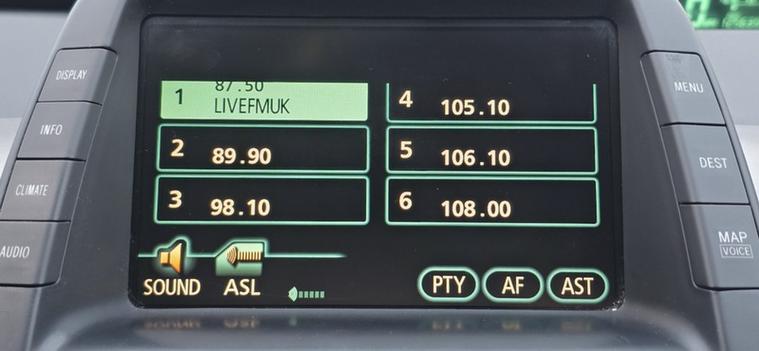 DISPLAY
INFO
CLIMATE
AUDIO
1 87.50
LIVEFMUK
2 89.90
3 98.10
4 105.10
5 106.10
6 108.00
SOUND
ASL
PTY
AF
AST
MENU
DEST
MAP
VOICE